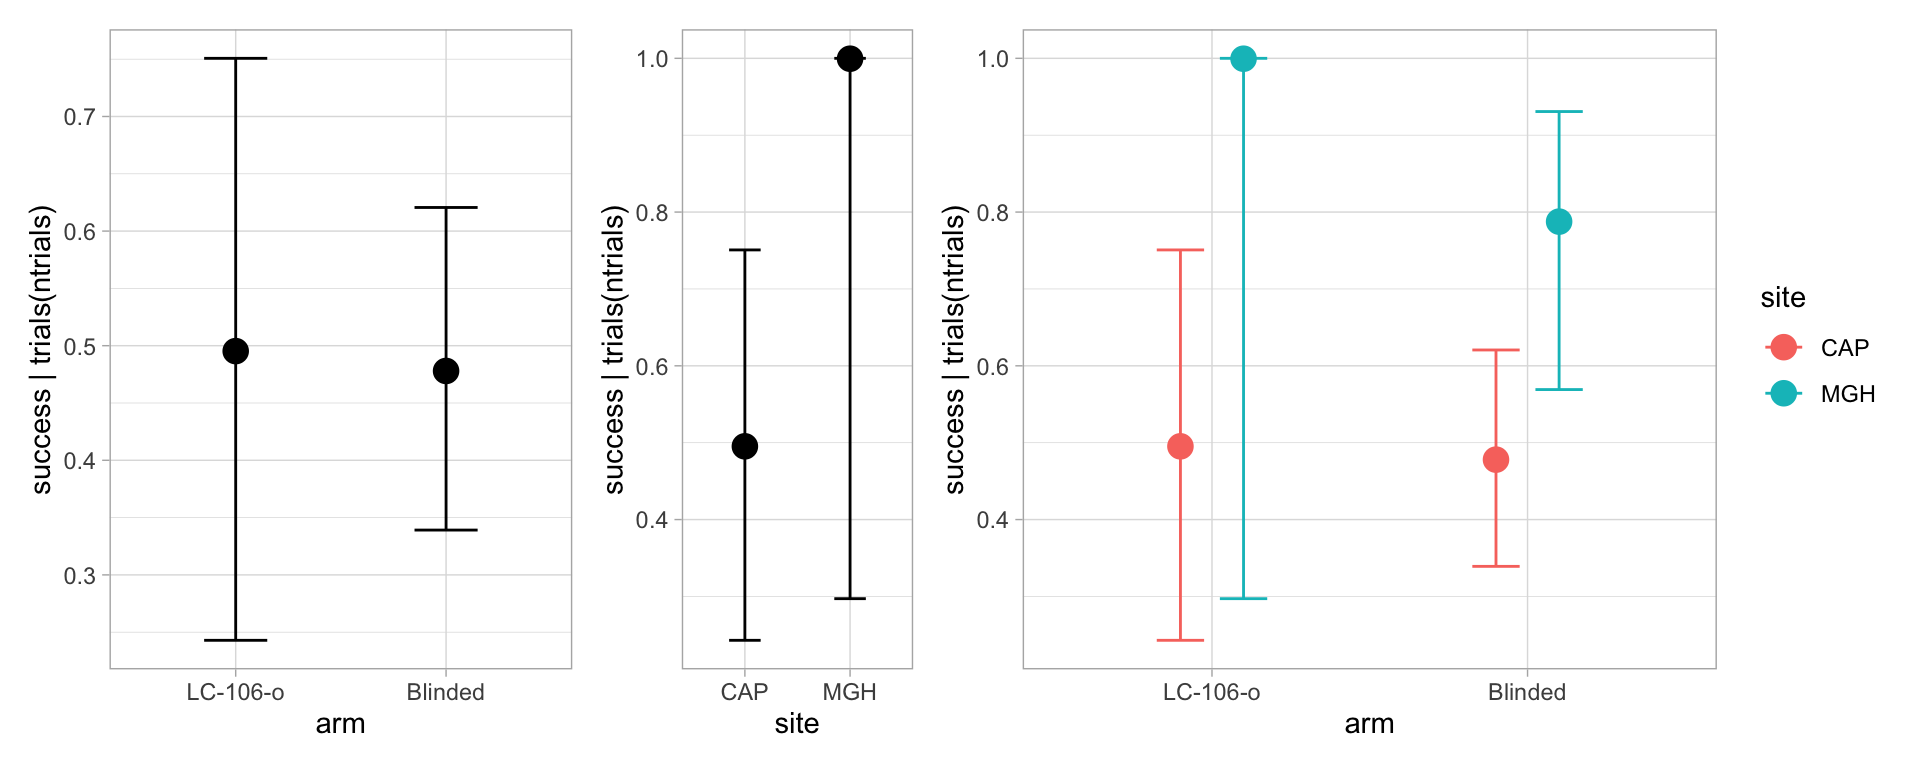 success | trials(ntrials)
0.7
0.6
0.5
0.4
0.3
LC-106-o
Blinded
arm
success | trials(ntrials)
1.0
0.8
0.6
0.4
CAP
MGH
site
success | trials(ntrials)
1.0
0.8
0.6
0.4
LC-106-o
Blinded
arm
site
CAP
MGH